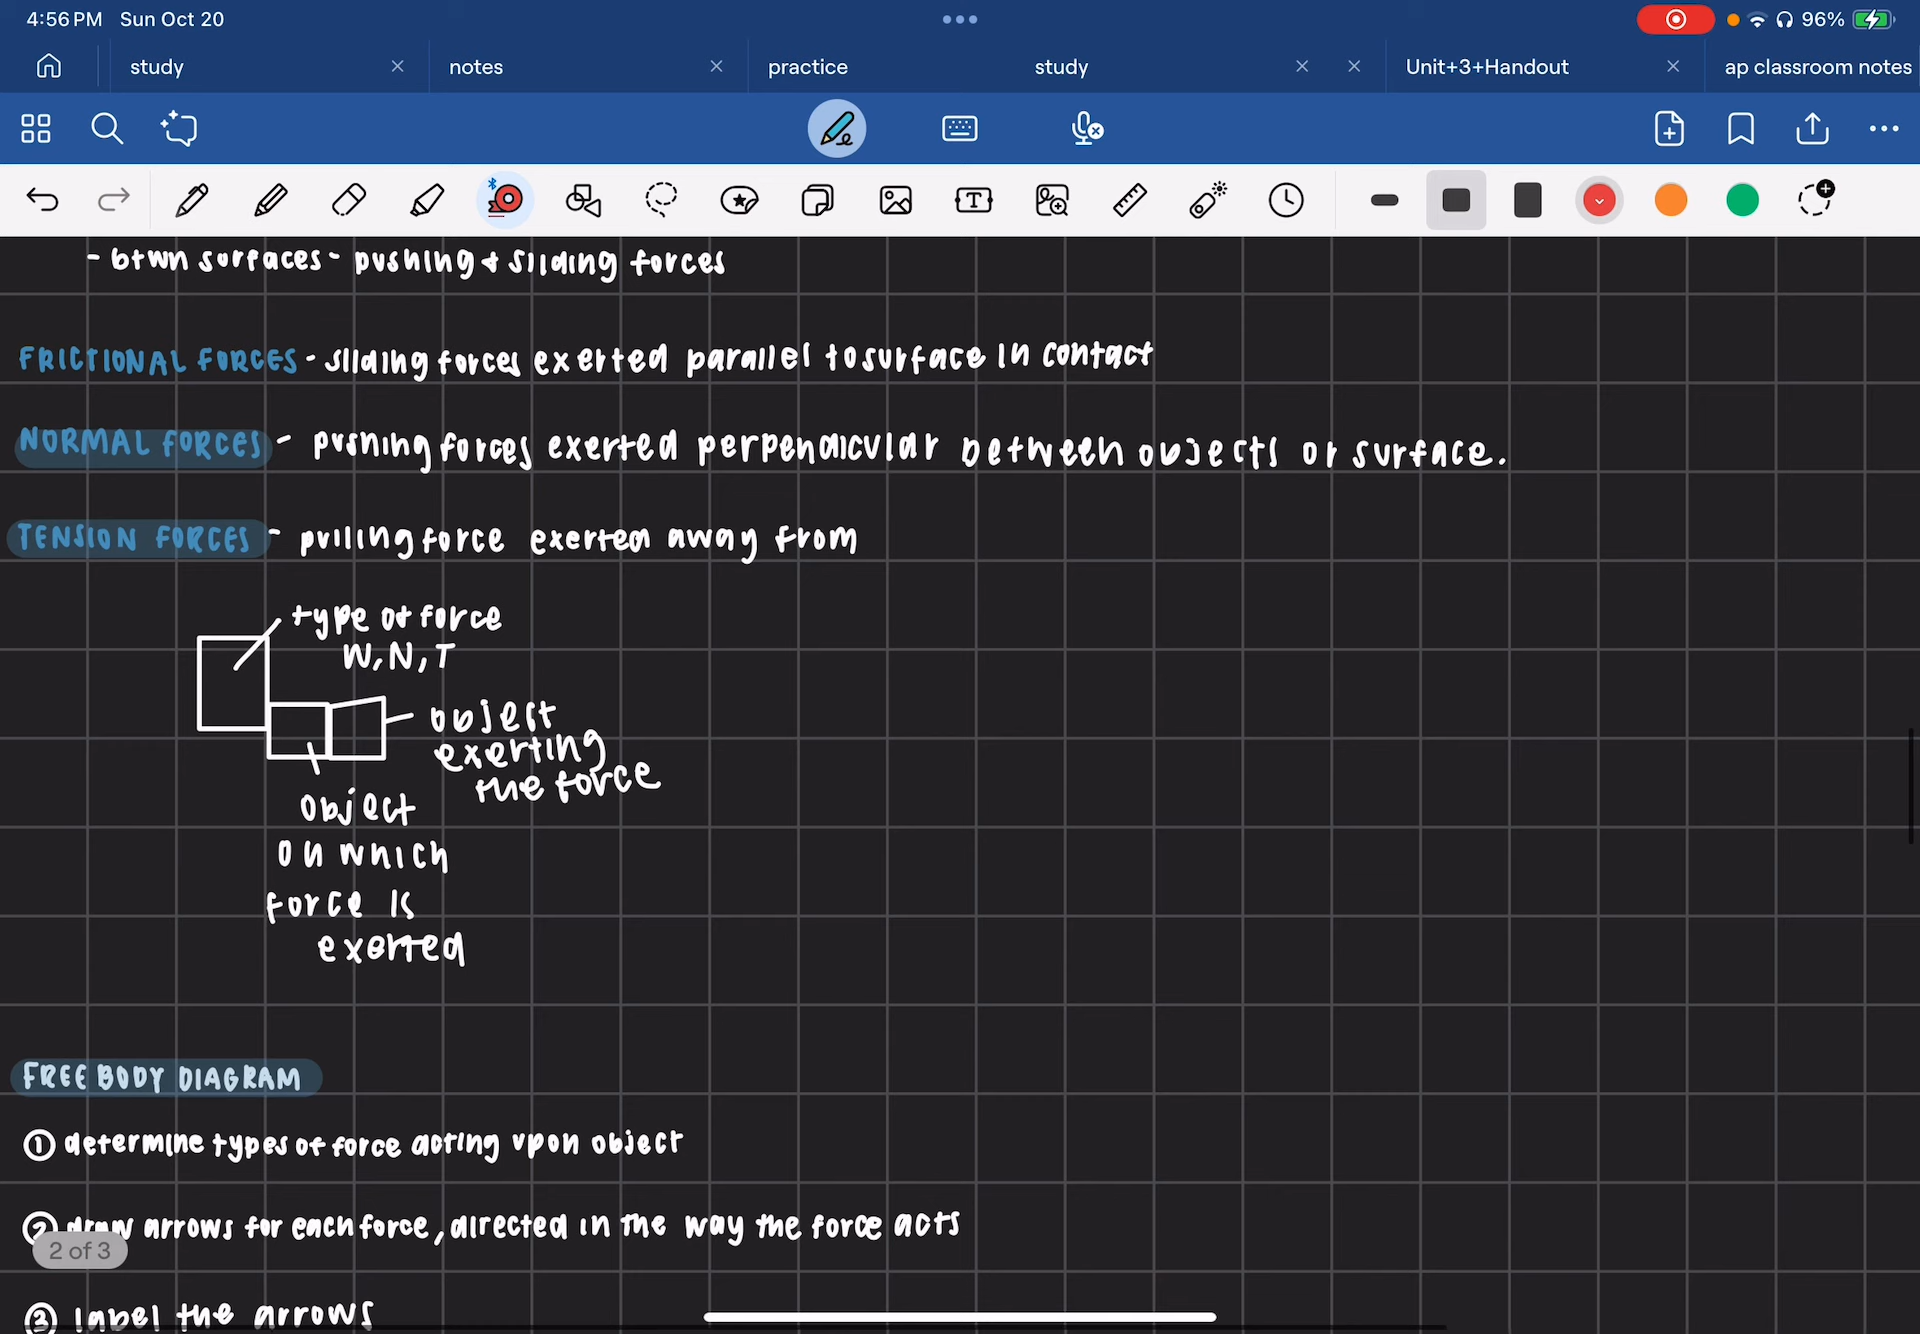 4:56 PM Sun Oct 20
96%
study
notes
practice
study
Unit+3+Handout
ap classroom notes
- btwn surfaces - pushing + sliding forces
FRICTIONAL FORCES - sliding forces exerted parallel to surface in contact
NORMAL FORCES - pushing forces exerted perpendicular between objects or surface.
TENSION FORCES - pulling force exerted away from
type of force
W, N, T
object
exerting
the force
object
on which
force is
exerted
FREE BODY DIAGRAM
① determine types of force acting upon object
② draw arrows for each force, directed in the way the force acts
2 of 3
③ label the arrows